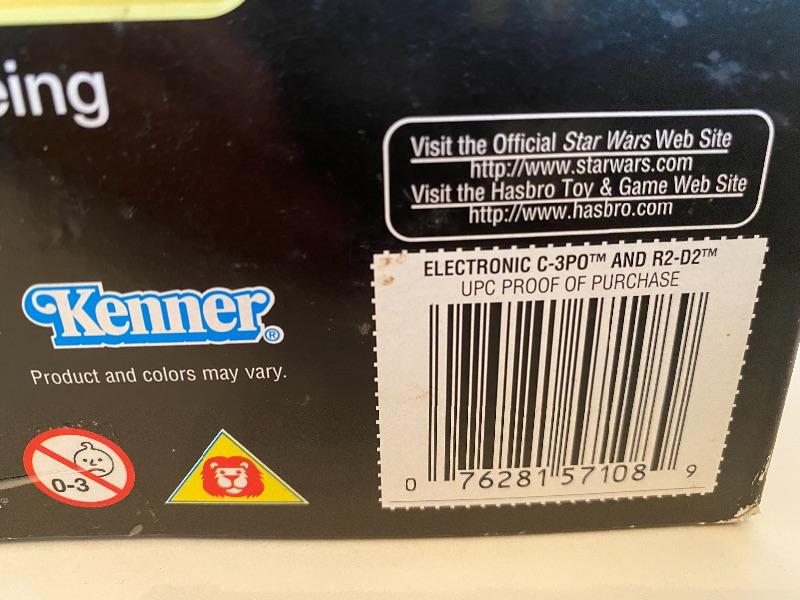 eing
Visit the Official Star Wars Web Site
http://www.starwars.com
Visit the Hasbro Toy & Game Web Site
http://www.hasbro.com
ELECTRONIC C-3PO™ AND R2-D2™
UPC PROOF OF PURCHASE
0 76281 57108 9
Kenner®
Product and colors may vary.
0-3